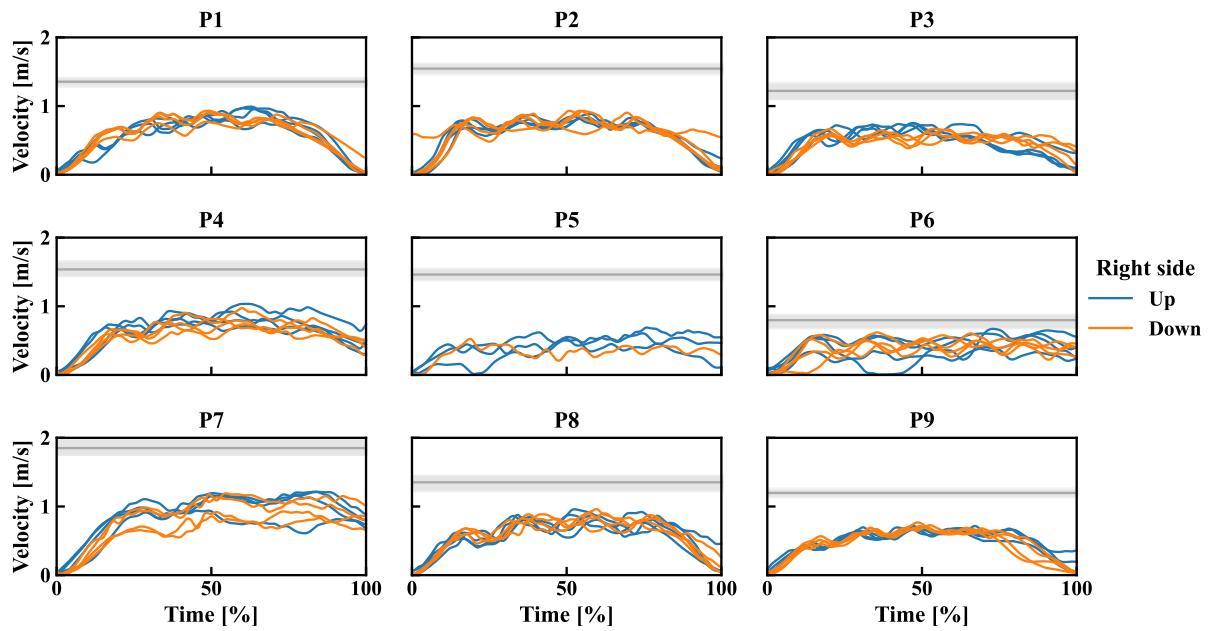 P1 P2 P3
Velocity [m/s]
2
1
0
P4 P5 P6
Velocity [m/s]
2
1
0
Right side
Up
Down
P7 P8 P9
Velocity [m/s]
2
1
0
0 50 100 0 50 100 0 50 100
Time [%] Time [%] Time [%]